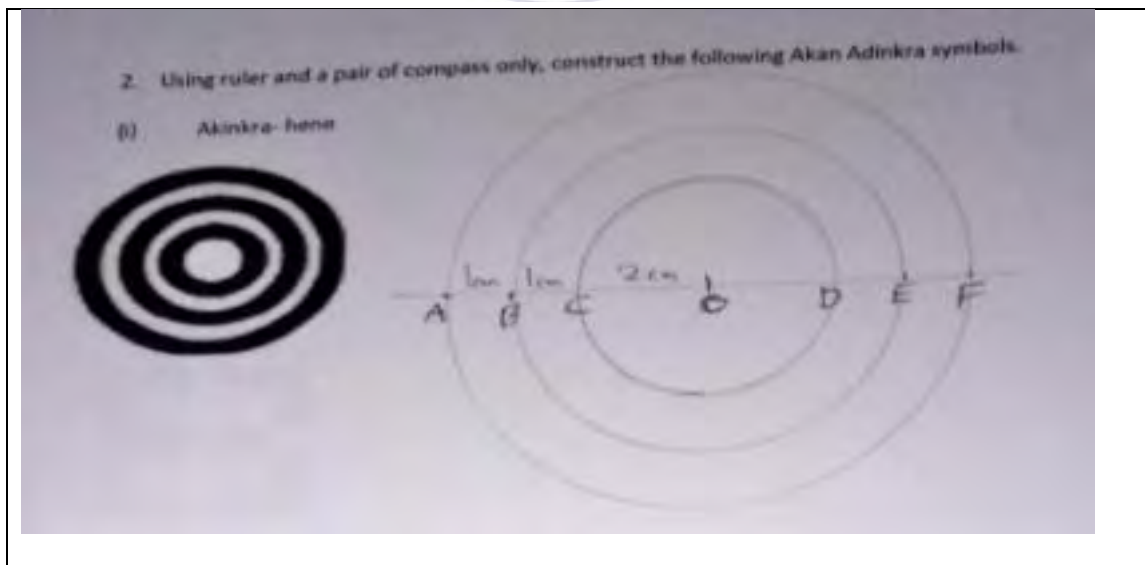 2. Using ruler and a pair of compass only, construct the following Akan Adinkra symbols.
(i) Akinkra- hene
1cm 1cm 2cm
A B C O D E F